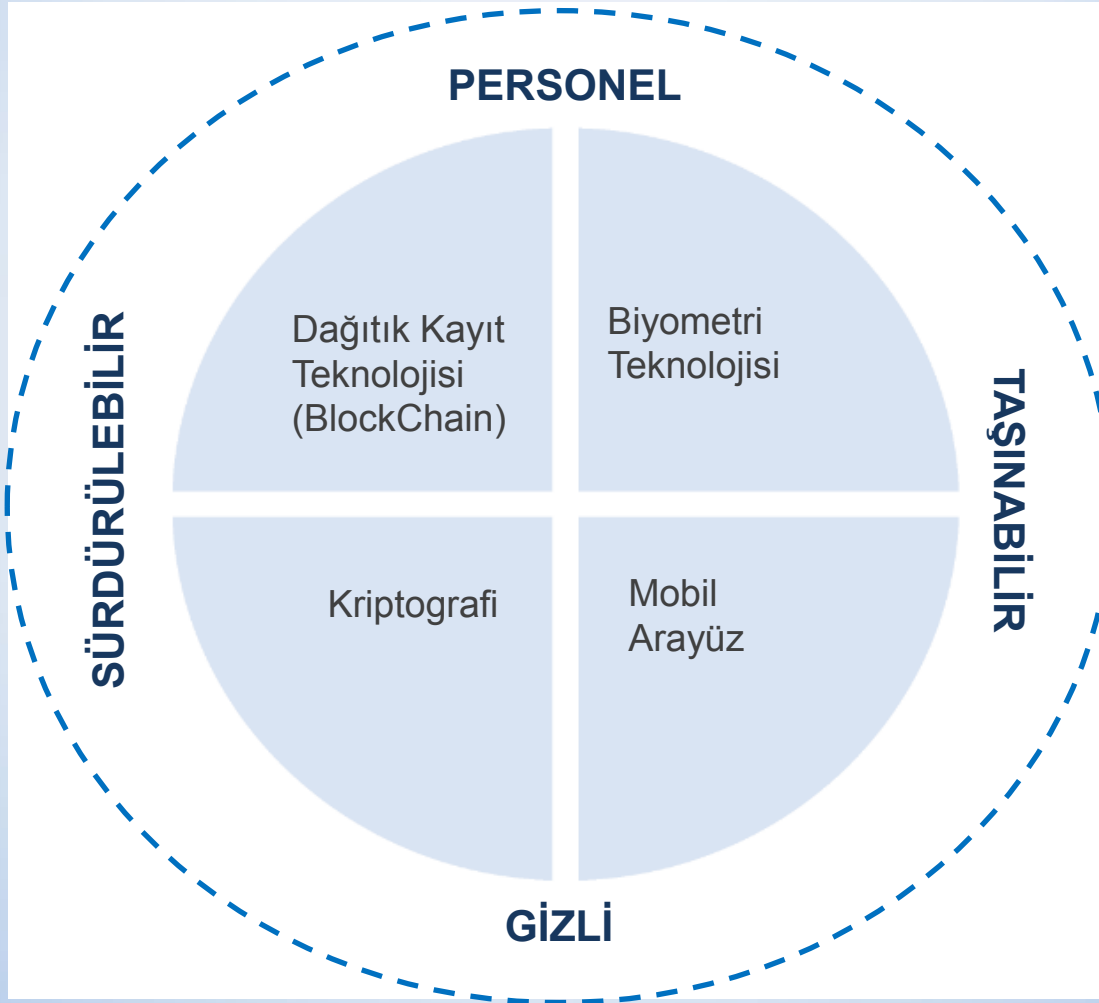 PERSONEL
Dağıtık Kayıt
Teknolojisi
(BlockChain)
Biyometri
Teknolojisi
SÜRDÜRÜLEBİLİR
TAŞINABİLİR
Kriptografi
Mobil
Arayüz
GİZLİ